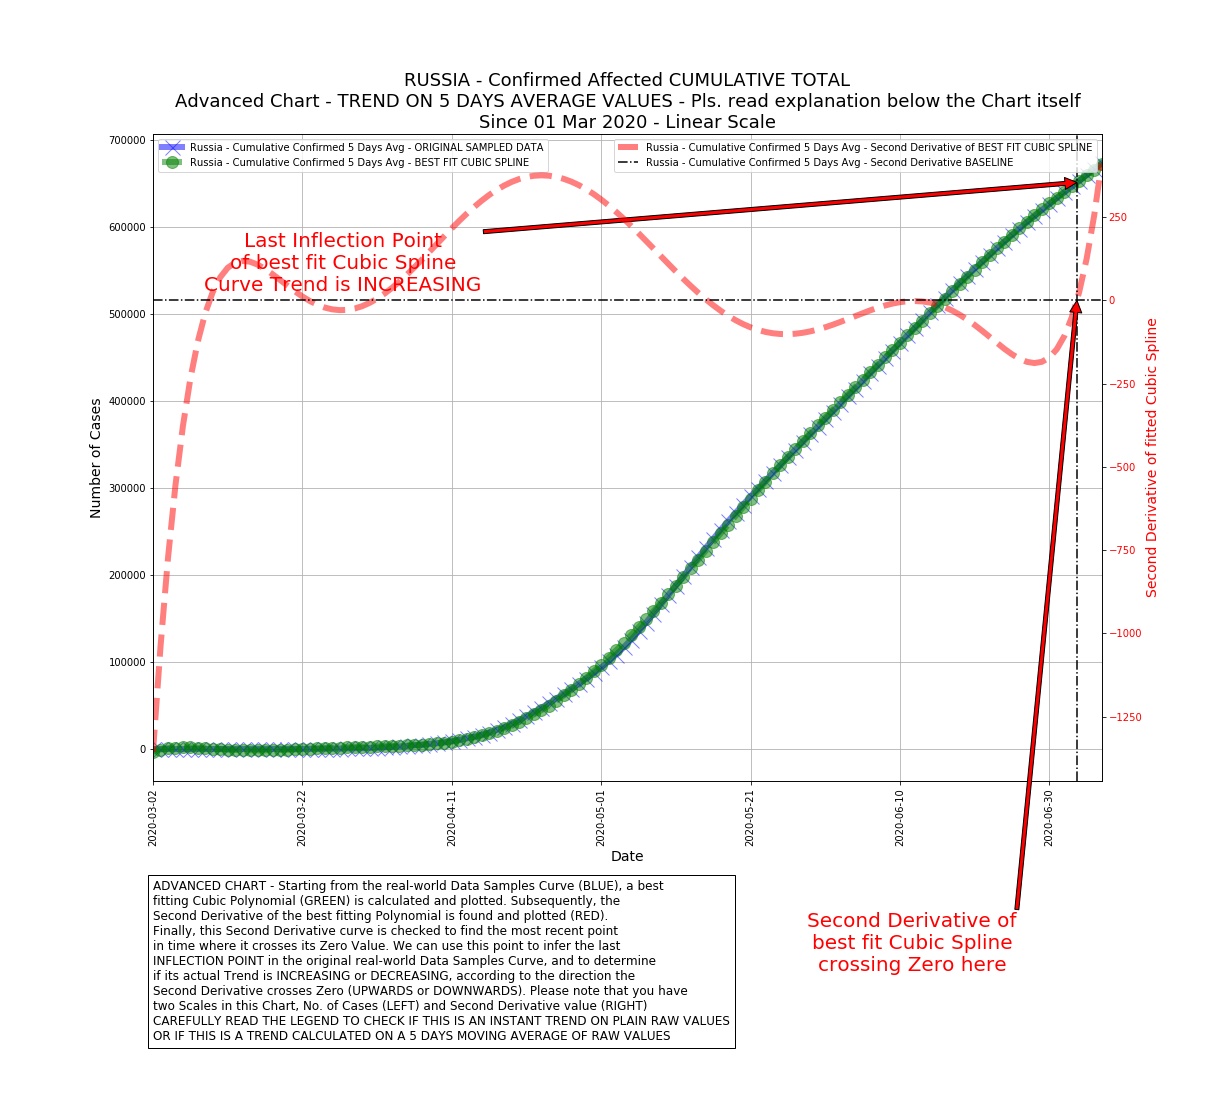 RUSSIA - Confirmed Affected CUMULATIVE TOTAL
Advanced Chart - TREND ON 5 DAYS AVERAGE VALUES - Pls. read explanation below the Chart itself
Since 01 Mar 2020 - Linear Scale
Russia - Cumulative Confirmed 5 Days Avg - ORIGINAL SAMPLED DATA
Russia - Cumulative Confirmed 5 Days Avg - BEST FIT CUBIC SPLINE
Russia - Cumulative Confirmed 5 Days Avg - Second Derivative of BEST FIT CUBIC SPLINE
Russia - Cumulative Confirmed 5 Days Avg - Second Derivative BASELINE
Last Inflection Point
of best fit Cubic Spline
Curve Trend is INCREASING
Number of Cases
700000
600000
500000
400000
300000
200000
100000
0
250
0
−250
−500
−750
−1000
−1250
Second Derivative of fitted Cubic Spline
2020-03-02
2020-03-22
2020-04-11
2020-05-01
2020-05-21
2020-06-10
2020-06-30
Date
ADVANCED CHART - Starting from the real-world Data Samples Curve (BLUE), a best
fitting Cubic Polynomial (GREEN) is calculated and plotted. Subsequently, the
Second Derivative of the best fitting Polynomial is found and plotted (RED).
Finally, this Second Derivative curve is checked to find the most recent point
in time where it crosses its Zero Value. We can use this point to infer the last
INFLECTION POINT in the original real-world Data Samples Curve, and to determine
if its actual Trend is INCREASING or DECREASING, according to the direction the
Second Derivative crosses Zero (UPWARDS or DOWNWARDS). Please note that you have
two Scales in this Chart, No. of Cases (LEFT) and Second Derivative value (RIGHT)
CAREFULLY READ THE LEGEND TO CHECK IF THIS IS AN INSTANT TREND ON PLAIN RAW VALUES
OR IF THIS IS A TREND CALCULATED ON A 5 DAYS MOVING AVERAGE OF RAW VALUES
Second Derivative of
best fit Cubic Spline
crossing Zero here